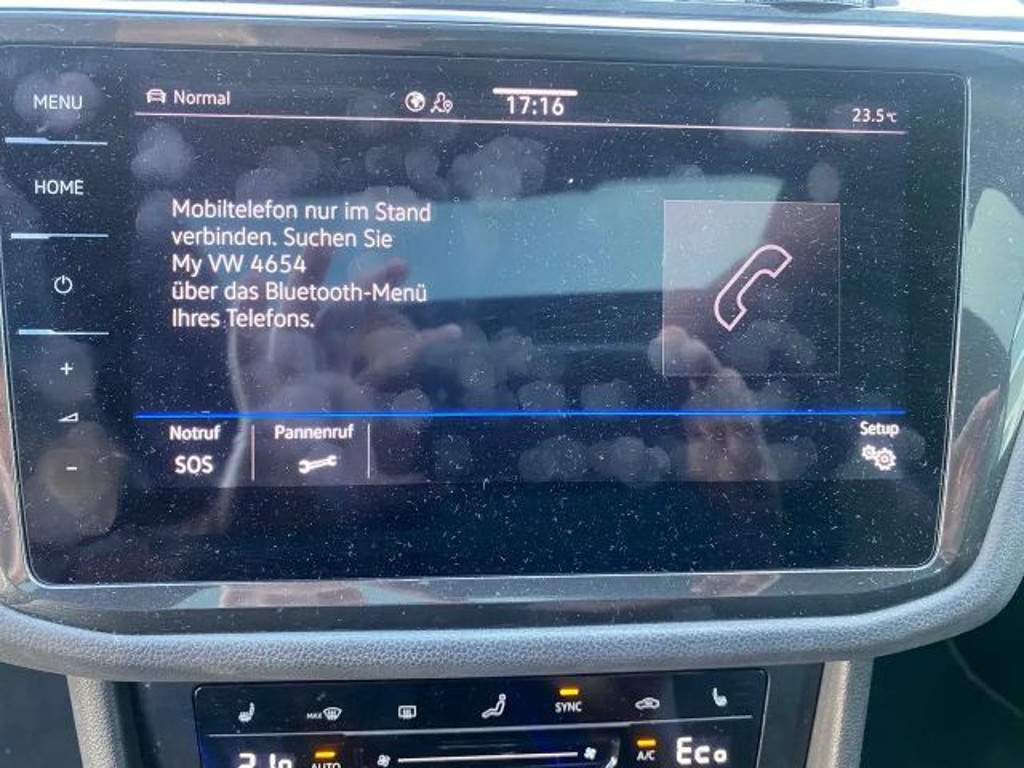 MENU
Normal
17:16
23.5°C
HOME
Mobiltelefon nur im Stand
verbinden. Suchen Sie
My VW 4654
über das Bluetooth-Menü
Ihres Telefons.
+
-
Notruf
SOS
Pannenruf
Setup
MAX
SYNC
AUTO
A/C
Eco